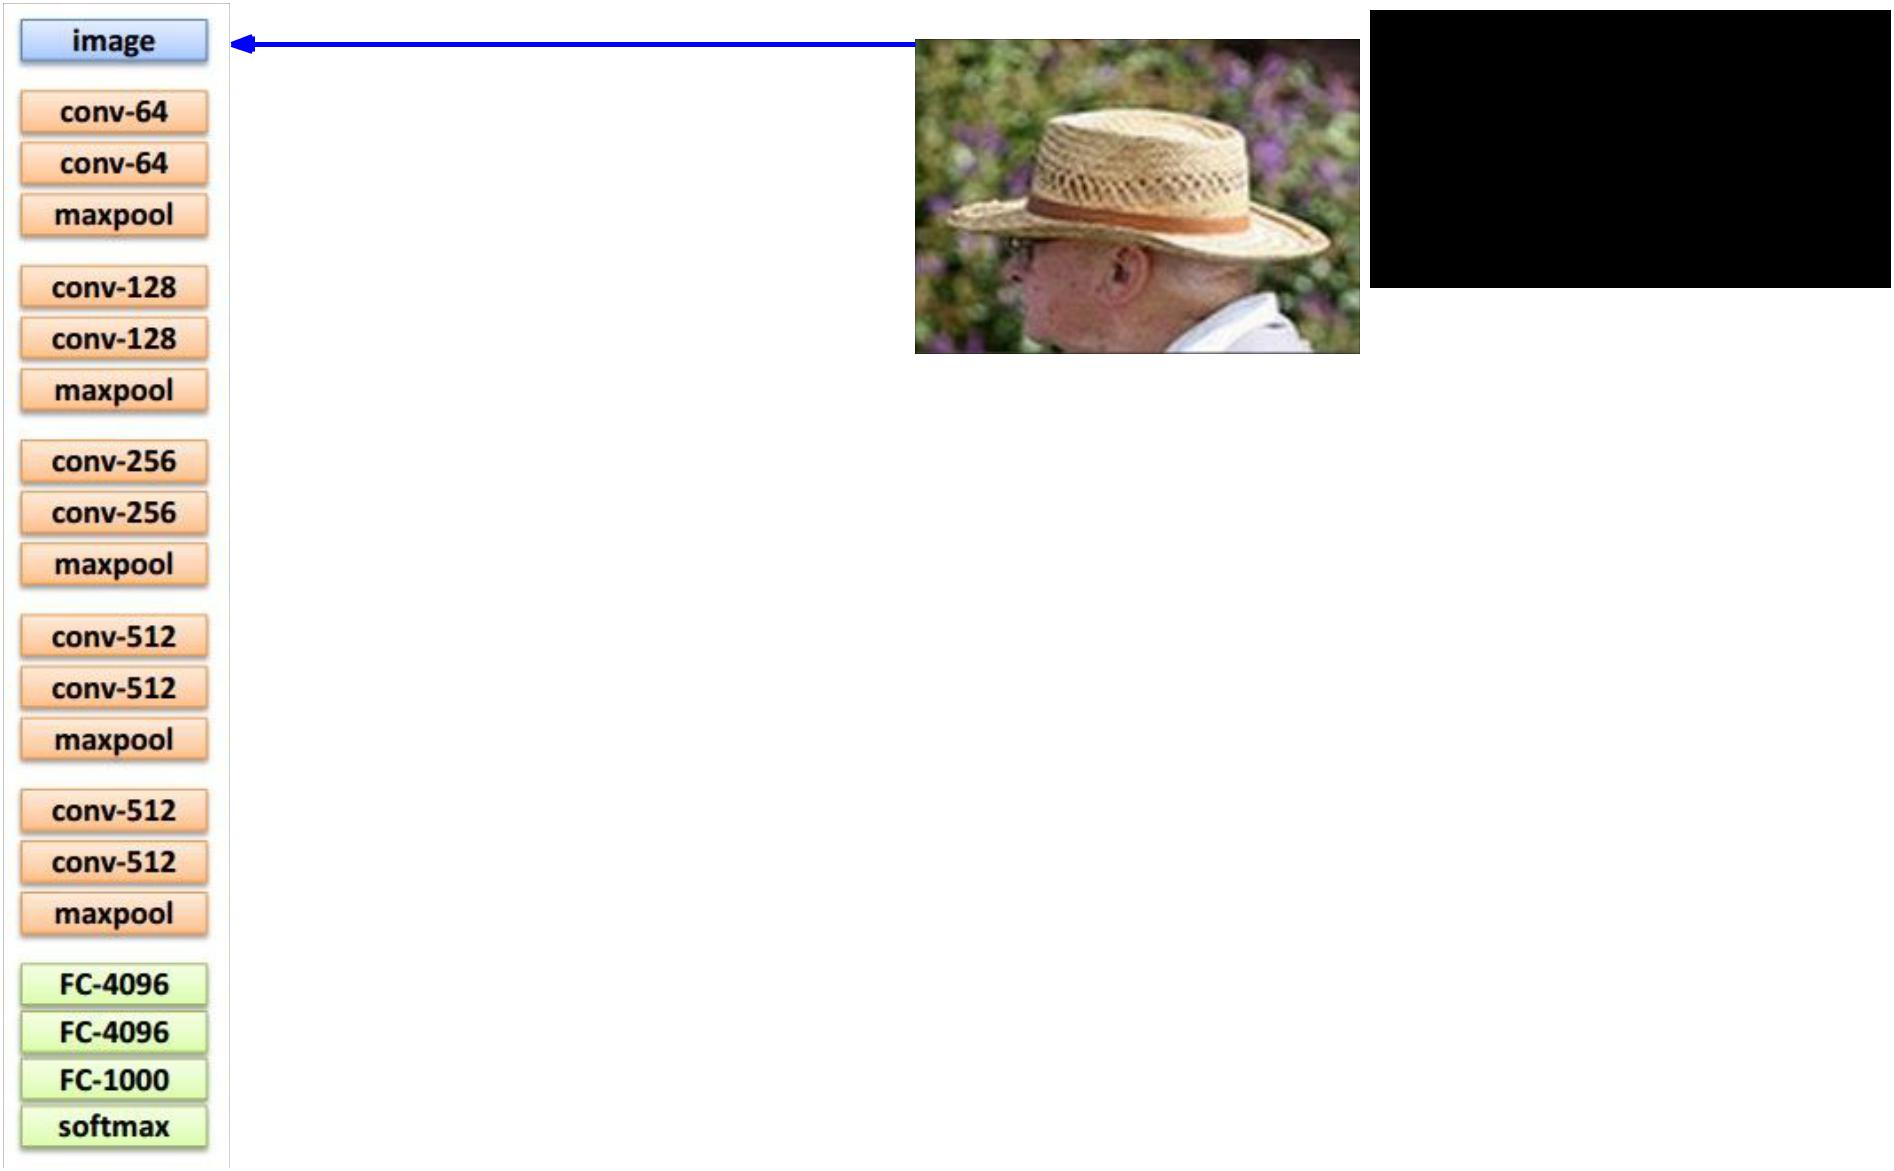 image
conv-64
conv-64
maxpool
conv-128
conv-128
maxpool
conv-256
conv-256
maxpool
conv-512
conv-512
maxpool
conv-512
conv-512
maxpool
FC-4096
FC-4096
FC-1000
softmax